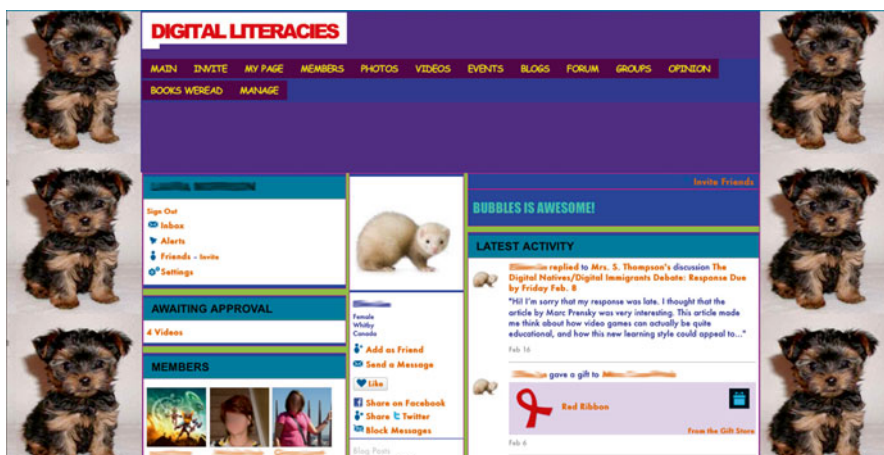 DIGITAL LITERACIES
MAIN INVITE MY PAGE MEMBERS PHOTOS VIDEOS EVENTS BLOGS FORUM GROUPS OPINION
BOOKS WEREAD MANAGE
Sign Out
Inbox
Alerts
Friends - Invite
Settings
AWAITING APPROVAL
4 Videos
MEMBERS
Female
Whitby
Canada
Add as Friend
Send a Message
Like
Share on Facebook
Share Twitter
Block Messages
Blog Posts
Invite Friends
BUBBLES IS AWESOME!
LATEST ACTIVITY
replied to Mrs. S. Thompson's discussion The
Digital Natives/Digital Immigrants Debate: Response Due
by Friday Feb. 8
"Hi! I'm sorry that my response was late. I thought that the
article by Marc Prensky was very interesting. This article made
me think about how video games can actually be quite
educational, and how this new learning style could appeal to..."
Feb 16
gave a gift to
Red Ribbon
From the Gift Store
Feb 6